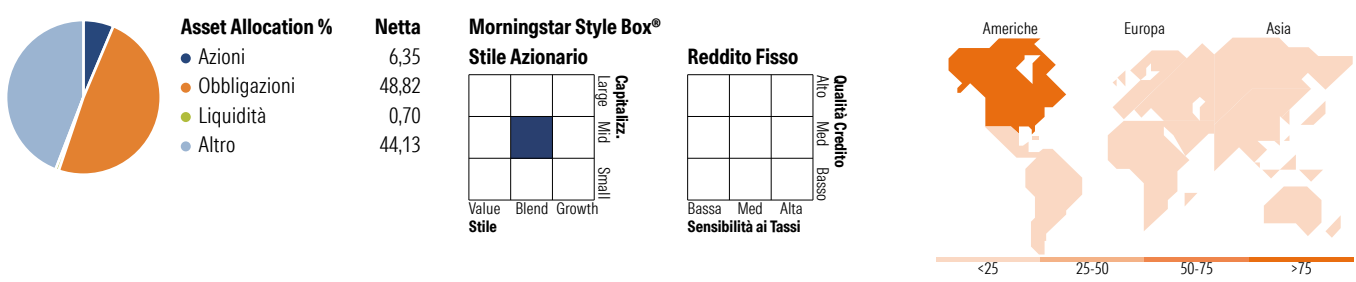 Asset Allocation % Netta
Azioni 6,35
Obbligazioni 48,82
Liquidità 0,70
Altro 44,13
Morningstar Style Box®
Stile Azionario
Large Mid Small
Capitalizz.
Value Blend Growth
Stile
Reddito Fisso
Alto Med Basso
Qualità Credito
Bassa Med Alta
Sensibilità ai Tassi
Americhe Europa Asia
<25 25-50 50-75 >75